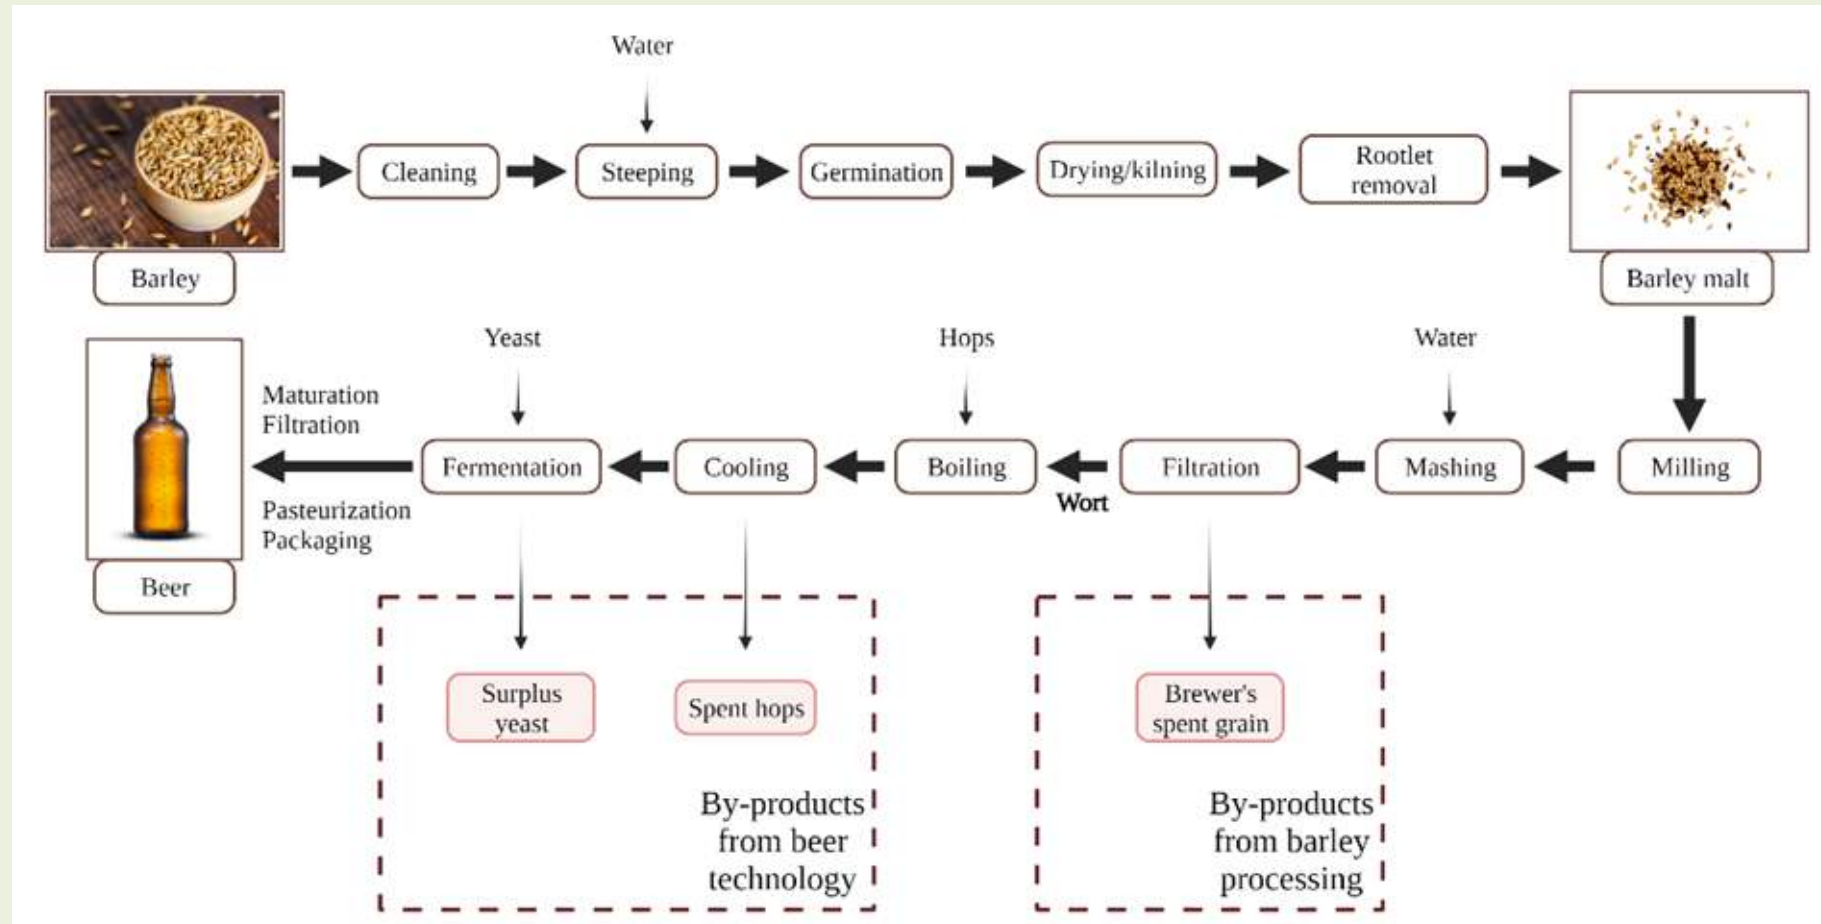 Water
Cleaning
Steeping
Germination
Drying/kilning
Rootlet
removal
Barley
Barley malt
Yeast
Hops
Water
Maturation
Filtration
Fermentation
Cooling
Boiling
Filtration
Mashing
Milling
Wort
Pasteurization
Packaging
Beer
Surplus
yeast
Spent hops
Brewer's
spent grain
By-products
from beer
technology
By-products
from barley
processing